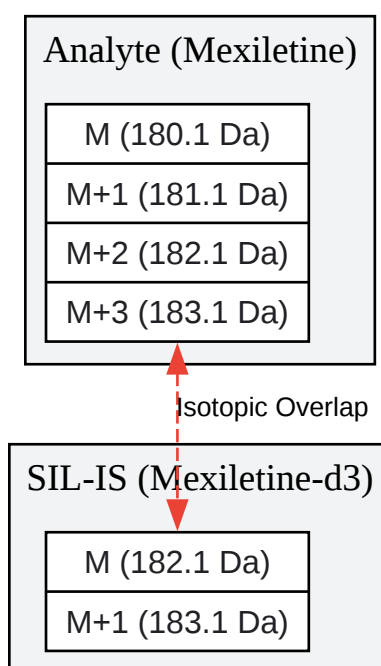 Analyte (Mexiletine)
M (180.1 Da)
M+1 (181.1 Da)
M+2 (182.1 Da)
M+3 (183.1 Da)
Isotopic Overlap
SIL-IS (Mexiletine-d3)
M (182.1 Da)
M+1 (183.1 Da)